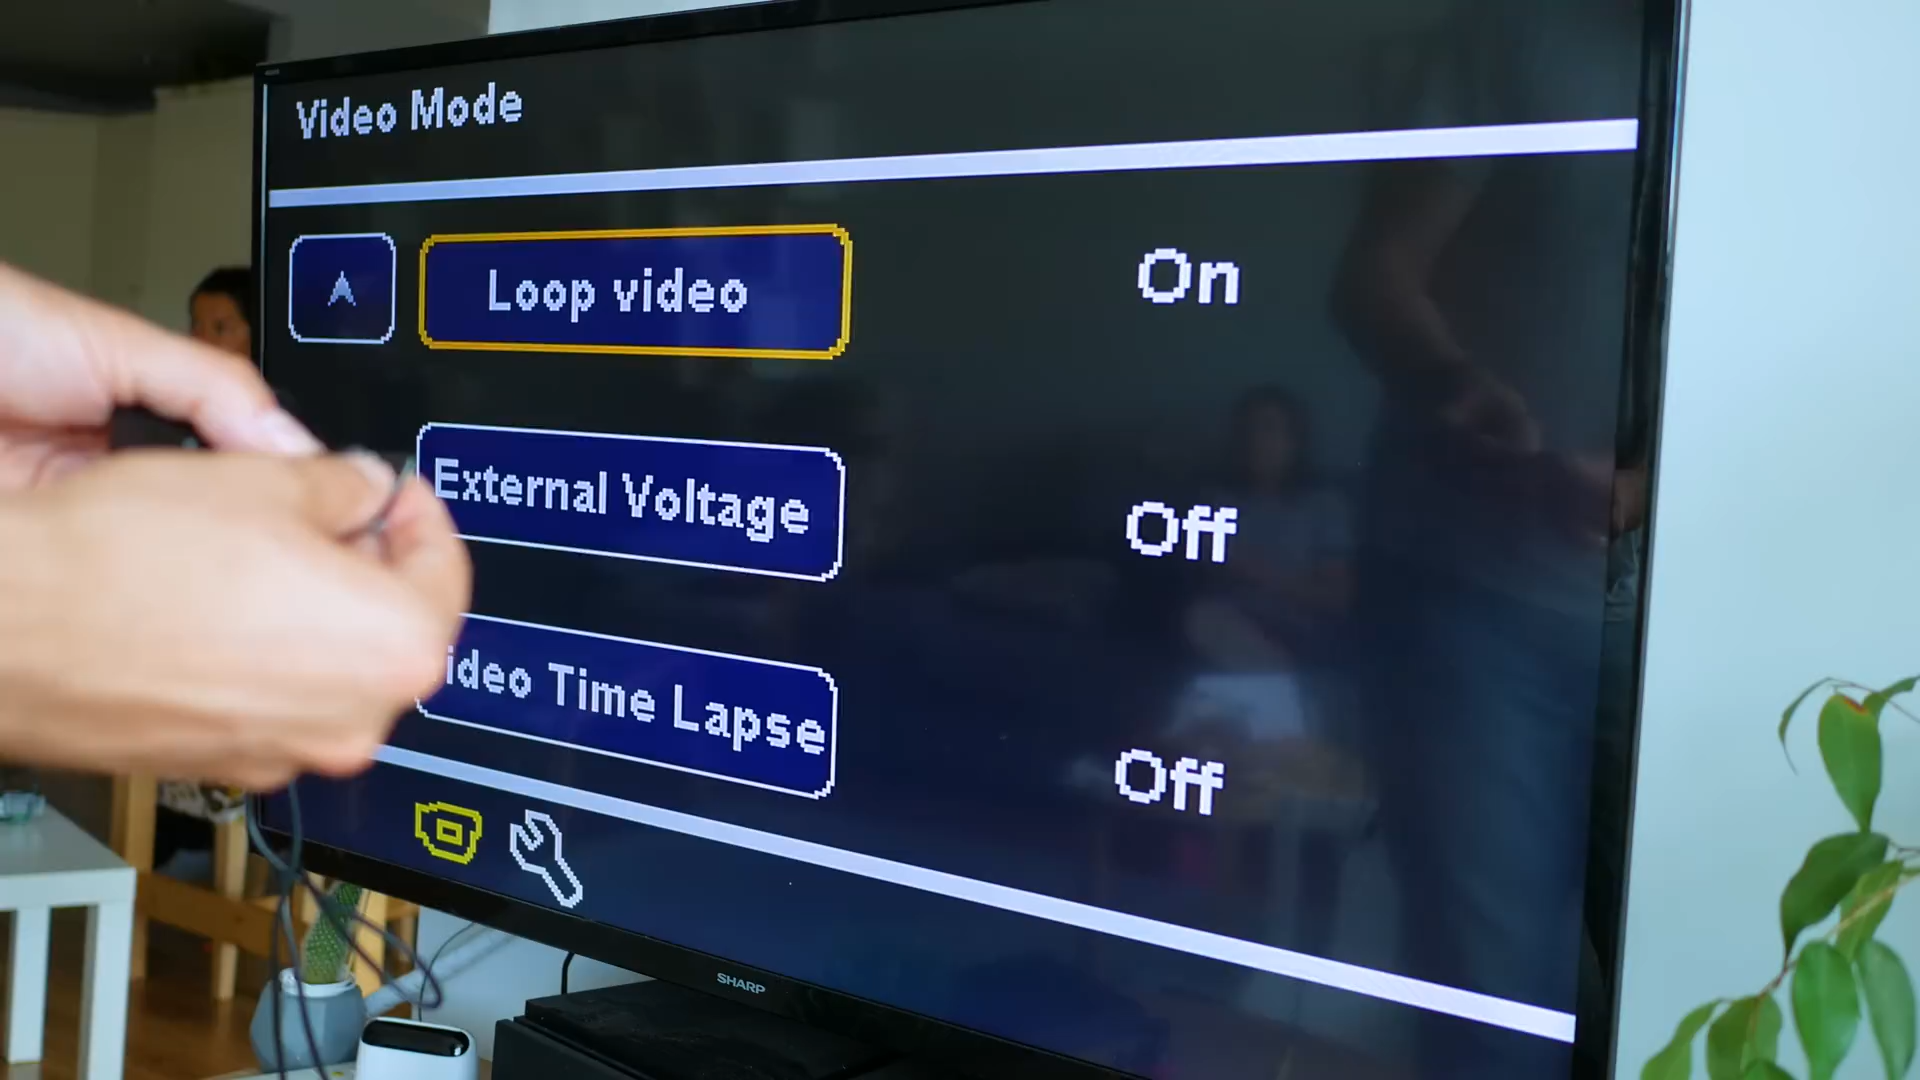 Video Mode
Loop video On
External Voltage Off
ideo Time Lapse Off
SHARP